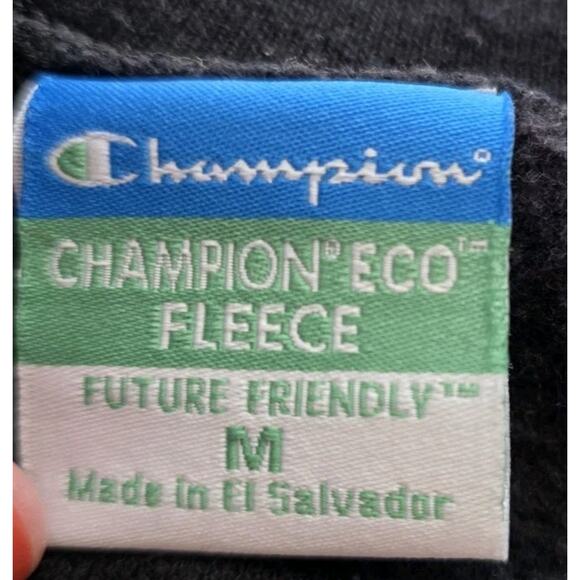 Champion®
CHAMPION® ECO™
FLEECE
FUTURE FRIENDLY™
M
Made in El Salvador